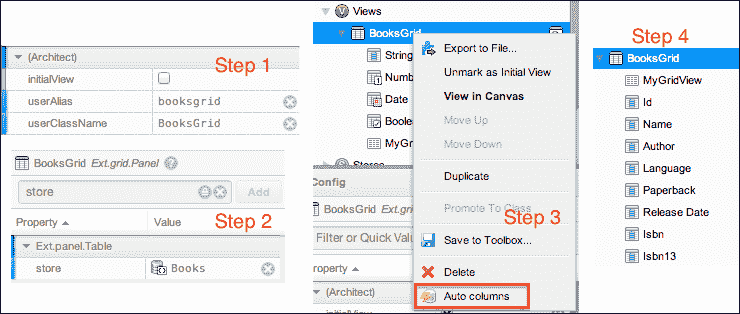 (Architect)
Step 1
initialView
userAlias
booksgrid
userClassName
BooksGrid
BooksGrid Ext.grid.Panel
store
Add
Property
Value
Step 2
Ext.panel.Table
store
Books
Views
BooksGrid
String
Numb
Date
Boole
MyGr
Stores
Config
BooksGrid Ext.gri
Filter or Quick Valu
Property
(Architect)
initialView
Export to File...
Unmark as Initial View
View in Canvas
Move Up
Move Down
Duplicate
Promote To Class
Step 3
Save to Toolbox...
Delete
Auto columns
Step 4
BooksGrid
MyGridView
Id
Name
Author
Language
Paperback
Release Date
Isbn
Isbn13